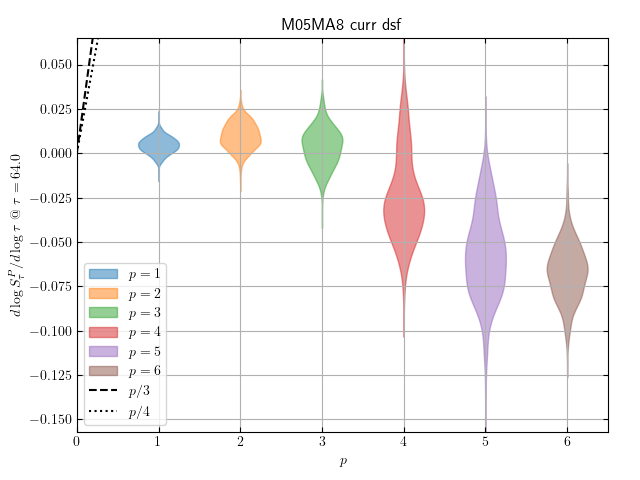 M05MA8 curr dsf
d log S_τ^P / d log τ @ τ = 64.0
0.050
0.025
0.000
−0.025
−0.050
−0.075
−0.100
−0.125
−0.150
p = 1
p = 2
p = 3
p = 4
p = 5
p = 6
p/3
p/4
0 1 2 3 4 5 6
p